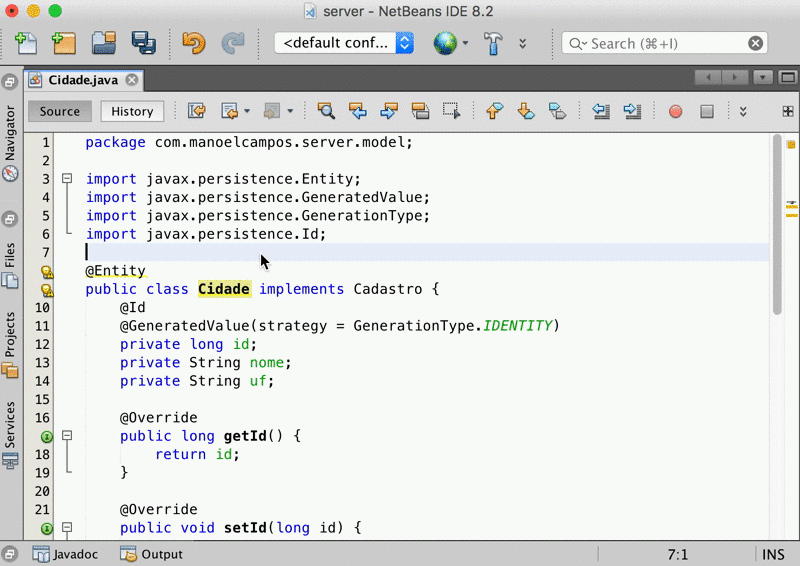 server - NetBeans IDE 8.2
<default conf...
Search (⌘+I)
Cidade.java
Source
History
Navigator
Files
Projects
Services
1 package com.manoelcampos.server.model;
2
3 import javax.persistence.Entity;
4 import javax.persistence.GeneratedValue;
5 import javax.persistence.GenerationType;
6 import javax.persistence.Id;
7
@Entity
public class Cidade implements Cadastro {
10 @Id
11 @GeneratedValue(strategy = GenerationType.IDENTITY)
12 private long id;
13 private String nome;
14 private String uf;
15
16 @Override
public long getId() {
18 return id;
19 }
20
21 @Override
public void setId(long id) {
Javadoc
Output
7:1
INS